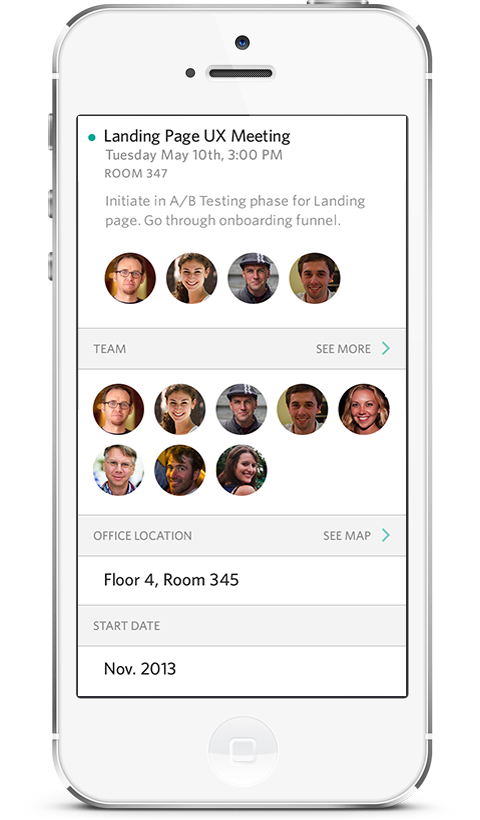 Landing Page UX Meeting
Tuesday May 10th, 3:00 PM
ROOM 347
Initiate in A/B Testing phase for Landing
page. Go through onboarding funnel.
TEAM SEE MORE
OFFICE LOCATION SEE MAP
Floor 4, Room 345
START DATE
Nov. 2013